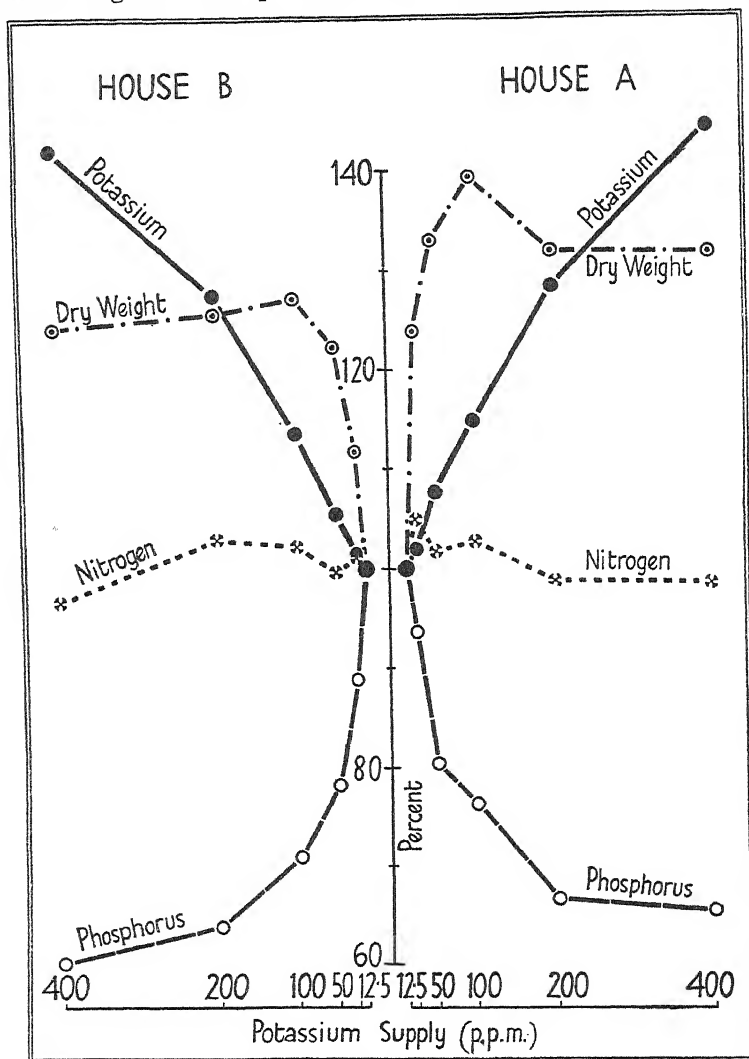 HOUSE B
HOUSE A
Potassium
Potassium
140
Dry Weight
Dry Weight
120
Nitrogen
Nitrogen
80
Percent
Phosphorus
Phosphorus
60
400 200 100 50 12·5 12.5 50 100 200 400
Potassium Supply (p.p.m.)